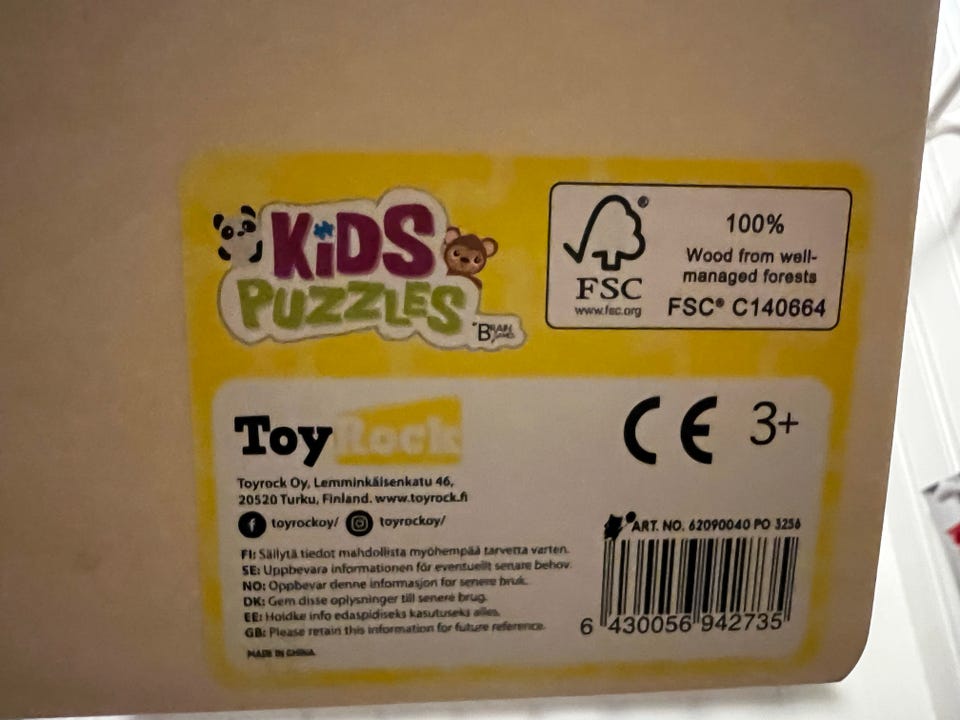 KiDS
PUZZLES
BRAIN GAMES
FSC®
www.fsc.org
100%
Wood from well-
managed forests
FSC® C140664
ToyRock
Toyrock Oy, Lemminkäisenkatu 46,
20520 Turku, Finland. www.toyrock.fi
toyrockoy/ toyrockoy/
CE 3+
FI: Säilytä tiedot mahdollista myöhempää tarvetta varten.
SE: Uppbevara informationen för eventuellt senare behov.
NO: Oppbevar denne informasjon for senere bruk.
DK: Gem disse oplysninger till senere brug.
EE: Hoidke info edaspidiseks kasutuseks alles.
GB: Please retain this information for future reference.
MADE IN CHINA
ART. NO. 62090040 PO 3256
6 430056 942735